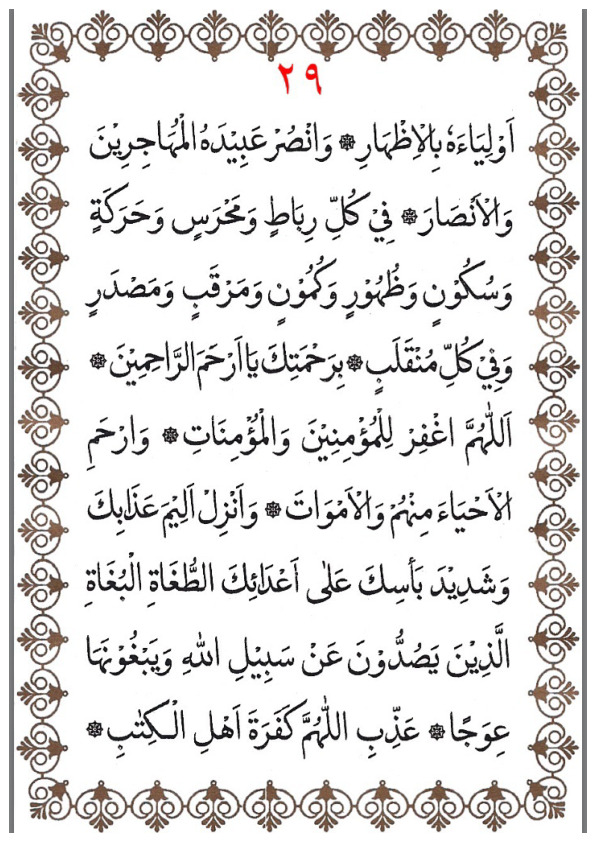 ٢٩
اَوْلِيَاءَهُ بِالْاِظْهَارِ ۞ وَانْصُرْ عَبِيْدَهُ الْمُهَاجِرِيْنَ
وَالْاَنْصَارَ ۞ فِيْ كُلِّ رِبَاطٍ وَمَحْرَسٍ وَحَرَكَةٍ
وَسُكُوْنٍ وَظُهُوْرٍ وَكُمُوْنٍ وَمَرْقَبٍ وَمَصْدَرٍ
وَفِيْ كُلِّ مُنْقَلَبٍ ۞ بِرَحْمَتِكَ يَا اَرْحَمَ الرَّاحِمِيْنَ ۞
اَللّٰهُمَّ اغْفِرْ لِلْمُؤْمِنِيْنَ وَالْمُؤْمِنَاتِ ۞ وَارْحَمِ
الْاَحْيَاءَ مِنْهُمْ وَالْاَمْوَاتَ ۞ وَاَنْزِلْ اَلِيْمَ عَذَابِكَ
وَشَدِيْدَ بَأْسِكَ عَلٰى اَعْدَائِكَ الطُّغَاةِ الْبُغَاةِ
الَّذِيْنَ يَصُدُّوْنَ عَنْ سَبِيْلِ اللهِ وَيَبْغُوْنَهَا
عِوَجًا ۞ عَذِّبِ اللّٰهُمَّ كَفَرَةَ اَهْلِ الْكِتٰبِ ۞